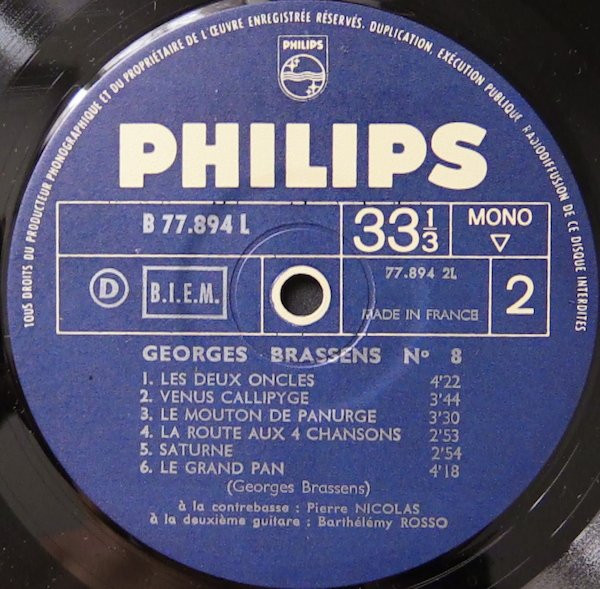 TOUS DROITS DU PRODUCTEUR PHONOGRAPHIQUE ET DU PROPRIÉTAIRE DE L'ŒUVRE ENREGISTRÉE RÉSERVÉS. DUPLICATION, EXÉCUTION PUBLIQUE, RADIODIFFUSION DE CE DISQUE INTERDITES
PHILIPS
PHILIPS
B 77.894 L
33 1/3
MONO
▽
D
B.I.E.M.
77.894 2L
MADE IN FRANCE
2
GEORGES BRASSENS Nº 8
1. LES DEUX ONCLES 4'22
2. VENUS CALLIPYGE 3'44
3. LE MOUTON DE PANURGE 3'30
4. LA ROUTE AUX 4 CHANSONS 2'53
5. SATURNE 2'54
6. LE GRAND PAN 4'18
(Georges Brassens)
à la contrebasse : Pierre NICOLAS
à la deuxième guitare : Barthélémy ROSSO